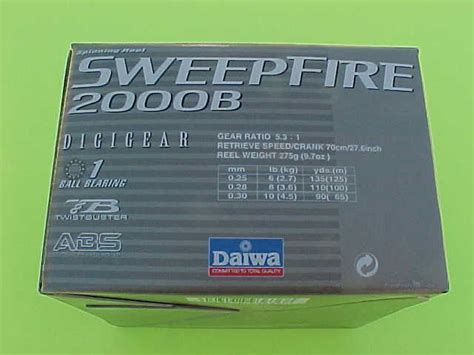 Spinning Reel
SWEEPFIRE
2000B
DIGIGEAR
1
BALL BEARING
TB
TWISTBUSTER
ABS
GEAR RATIO 5.3 : 1
RETRIEVE SPEED/CRANK 70cm/27.6inch
REEL WEIGHT 275g (9.7oz)
mm lb.(kg) yds.(m)
0.25 6 (2.7) 135(125)
0.28 8 (3.6) 110(100)
0.30 10 (4.5) 90( 65)
Daiwa
COMMITTED TO TOTAL QUALITY